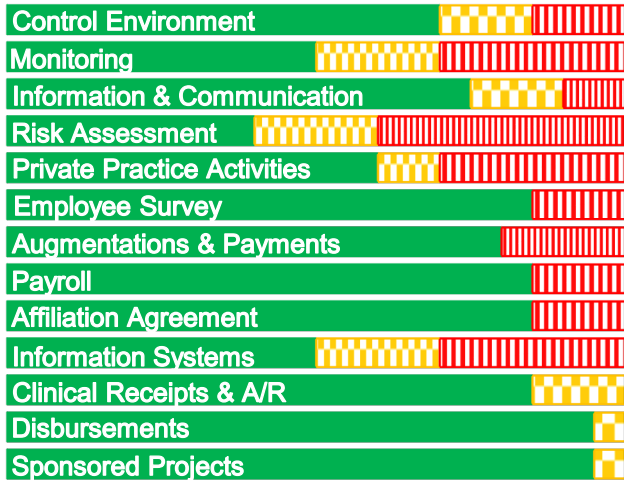 Control Environment
Monitoring
Information & Communication
Risk Assessment
Private Practice Activities
Employee Survey
Augmentations & Payments
Payroll
Affiliation Agreement
Information Systems
Clinical Receipts & A/R
Disbursements
Sponsored Projects